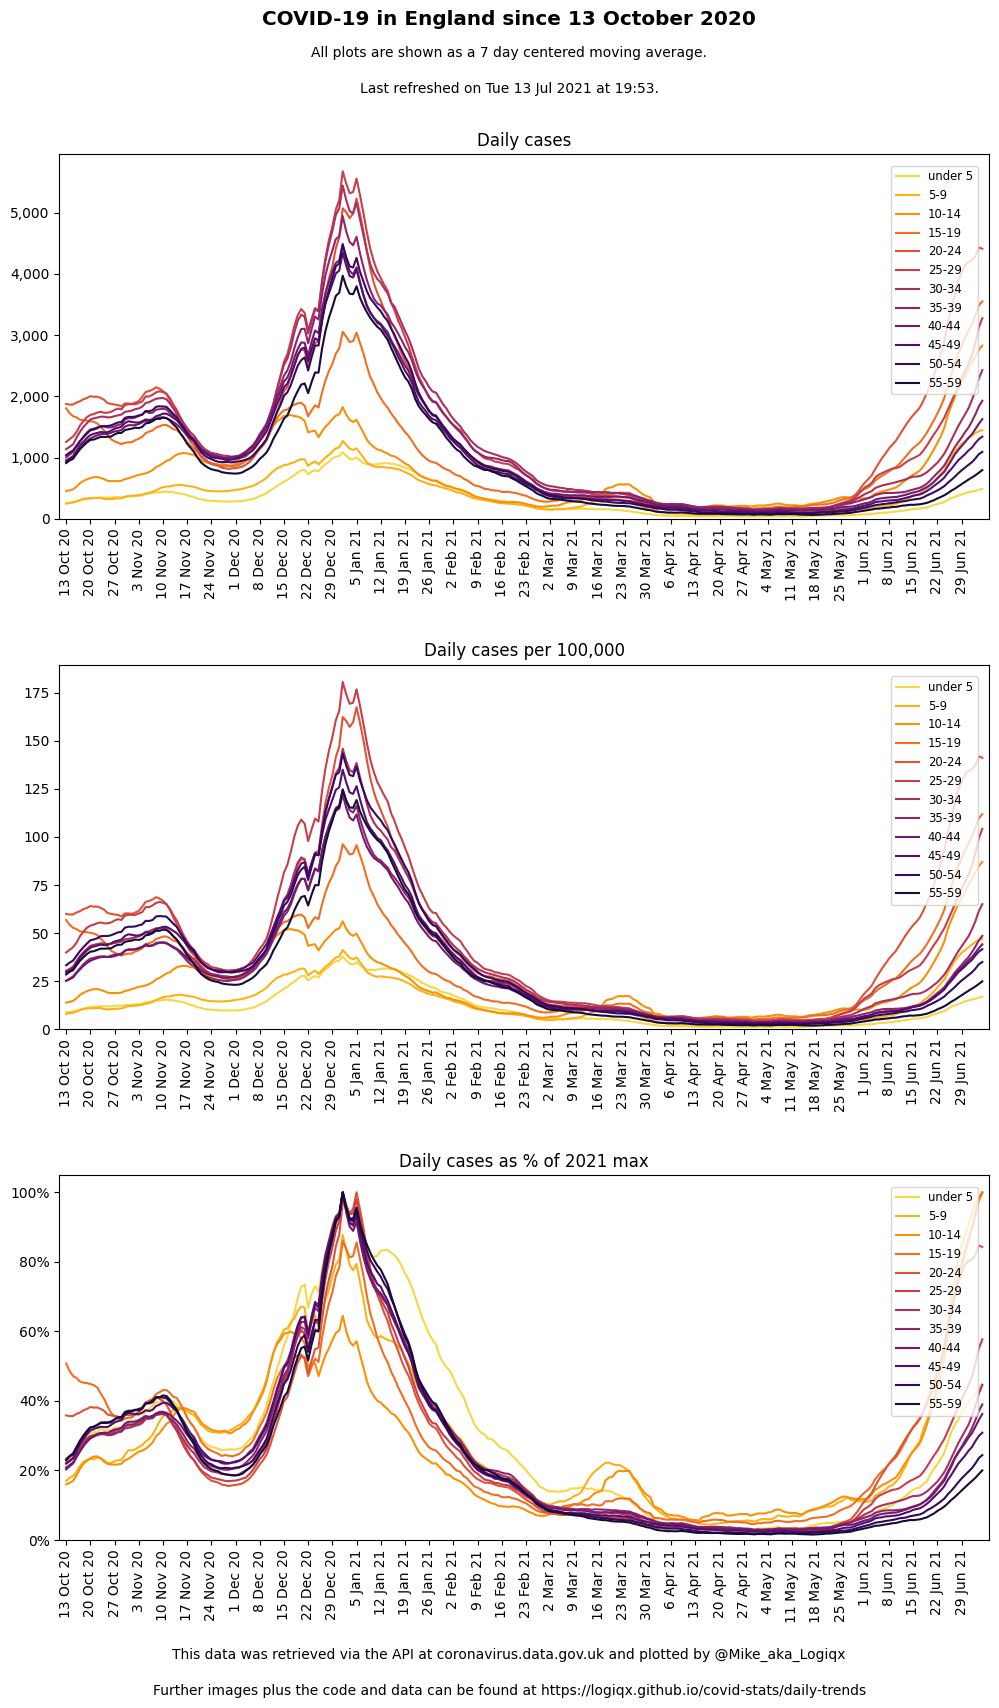 COVID-19 in England since 13 October 2020
All plots are shown as a 7 day centered moving average.
Last refreshed on Tue 13 Jul 2021 at 19:53.
Daily cases
5,000
4,000
3,000
2,000
1,000
0
under 5
5-9
10-14
15-19
20-24
25-29
30-34
35-39
40-44
45-49
50-54
55-59
13 Oct 20
20 Oct 20
27 Oct 20
3 Nov 20
10 Nov 20
17 Nov 20
24 Nov 20
1 Dec 20
8 Dec 20
15 Dec 20
22 Dec 20
29 Dec 20
5 Jan 21
12 Jan 21
19 Jan 21
26 Jan 21
2 Feb 21
9 Feb 21
16 Feb 21
23 Feb 21
2 Mar 21
9 Mar 21
16 Mar 21
23 Mar 21
30 Mar 21
6 Apr 21
13 Apr 21
20 Apr 21
27 Apr 21
4 May 21
11 May 21
18 May 21
25 May 21
1 Jun 21
8 Jun 21
15 Jun 21
22 Jun 21
29 Jun 21
Daily cases per 100,000
175
150
125
100
75
50
25
0
under 5
5-9
10-14
15-19
20-24
25-29
30-34
35-39
40-44
45-49
50-54
55-59
13 Oct 20
20 Oct 20
27 Oct 20
3 Nov 20
10 Nov 20
17 Nov 20
24 Nov 20
1 Dec 20
8 Dec 20
15 Dec 20
22 Dec 20
29 Dec 20
5 Jan 21
12 Jan 21
19 Jan 21
26 Jan 21
2 Feb 21
9 Feb 21
16 Feb 21
23 Feb 21
2 Mar 21
9 Mar 21
16 Mar 21
23 Mar 21
30 Mar 21
6 Apr 21
13 Apr 21
20 Apr 21
27 Apr 21
4 May 21
11 May 21
18 May 21
25 May 21
1 Jun 21
8 Jun 21
15 Jun 21
22 Jun 21
29 Jun 21
Daily cases as % of 2021 max
100%
80%
60%
40%
20%
0%
under 5
5-9
10-14
15-19
20-24
25-29
30-34
35-39
40-44
45-49
50-54
55-59
13 Oct 20
20 Oct 20
27 Oct 20
3 Nov 20
10 Nov 20
17 Nov 20
24 Nov 20
1 Dec 20
8 Dec 20
15 Dec 20
22 Dec 20
29 Dec 20
5 Jan 21
12 Jan 21
19 Jan 21
26 Jan 21
2 Feb 21
9 Feb 21
16 Feb 21
23 Feb 21
2 Mar 21
9 Mar 21
16 Mar 21
23 Mar 21
30 Mar 21
6 Apr 21
13 Apr 21
20 Apr 21
27 Apr 21
4 May 21
11 May 21
18 May 21
25 May 21
1 Jun 21
8 Jun 21
15 Jun 21
22 Jun 21
29 Jun 21
This data was retrieved via the API at coronavirus.data.gov.uk and plotted by @Mike_aka_Logiqx
Further images plus the code and data can be found at https://logiqx.github.io/covid-stats/daily-trends